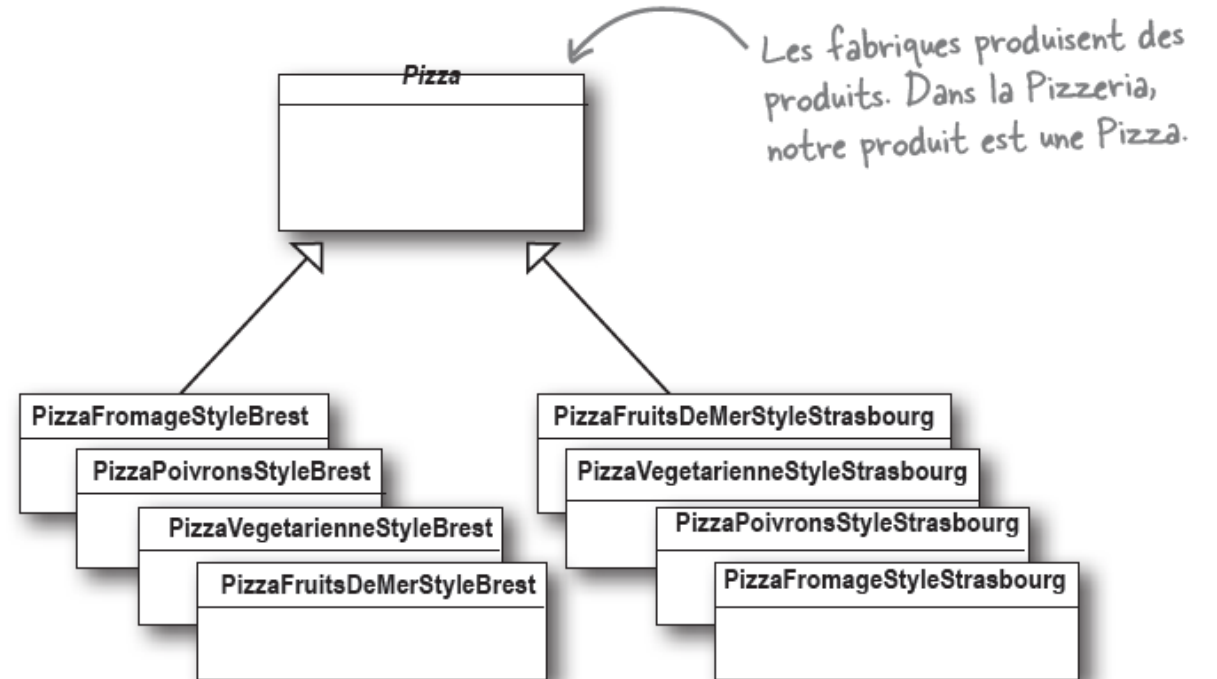 Pizza
Les fabriques produisent des
produits. Dans la Pizzeria,
notre produit est une Pizza.
PizzaFromageStyleBrest
PizzaPoivronsStyleBrest
PizzaVegetarienneStyleBrest
PizzaFruitsDeMerStyleBrest
PizzaFruitsDeMerStyleStrasbourg
PizzaVegetarienneStyleStrasbourg
PizzaPoivronsStyleStrasbourg
PizzaFromageStyleStrasbourg